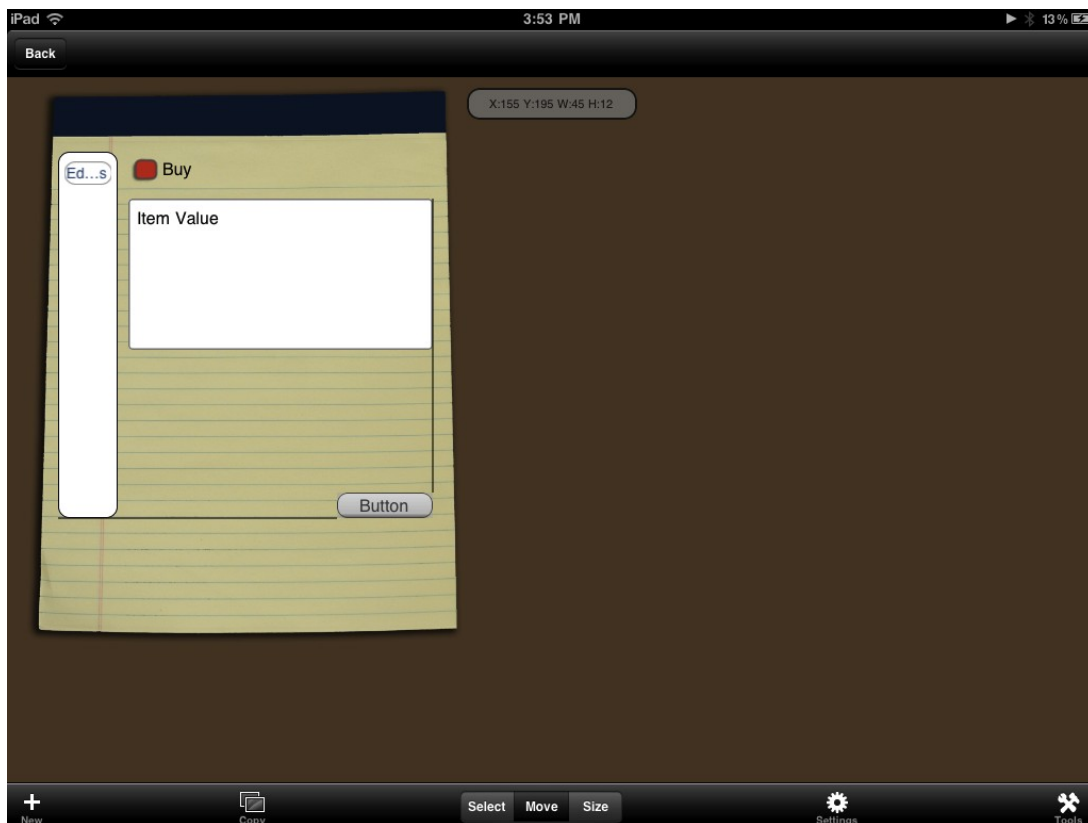 iPad 3:53 PM 13%
Back
X:155 Y:195 W:45 H:12
Ed...s Buy
Item Value
Button
Select Move Size
New Copy Settings Tools